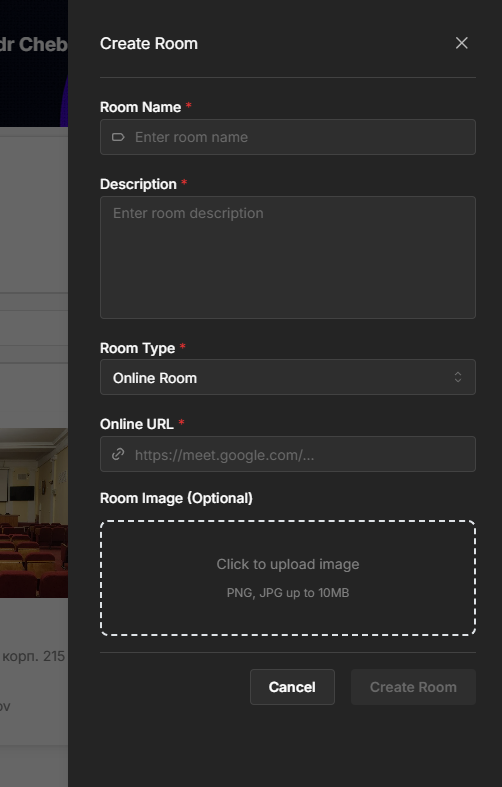 dr Cheb
Create Room
Room Name *
Enter room name
Description *
Enter room description
Room Type *
Online Room
Online URL *
https://meet.google.com/...
Room Image (Optional)
Click to upload image
PNG, JPG up to 10MB
корп. 215
ov
Cancel
Create Room